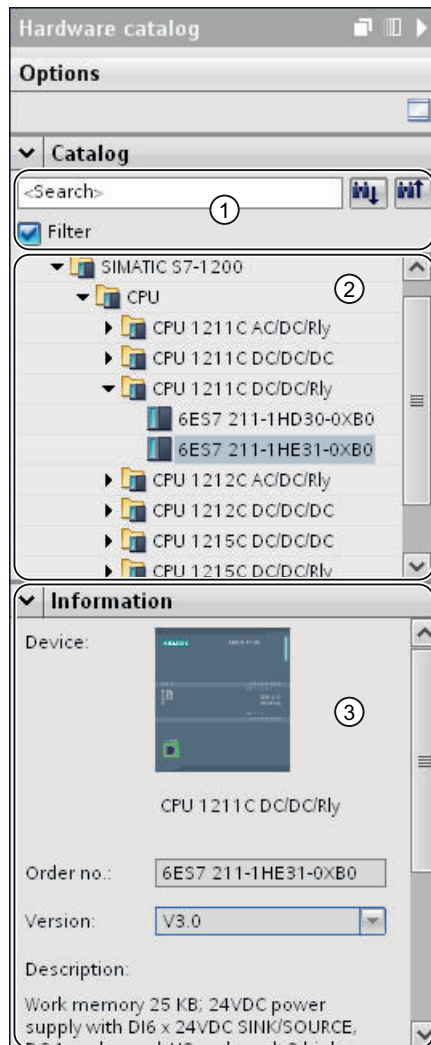 Hardware catalog
Options
Catalog
<Search>
1
Filter
SIMATIC S7-1200
2
CPU
CPU 1211C AC/DC/Rly
CPU 1211C DC/DC/DC
CPU 1211C DC/DC/Rly
6ES7 211-1HD30-0XB0
6ES7 211-1HE31-0XB0
CPU 1212C AC/DC/Rly
CPU 1212C DC/DC/DC
CPU 1215C DC/DC/DC
CPU 1215C DC/DC/Rly
Information
Device:
SIEMENS
3
CPU 1211C DC/DC/Rly
Order no.:
6ES7 211-1HE31-0XB0
Version:
V3.0
Description:
Work memory 25 KB; 24VDC power
supply with DI6 x 24VDC SINK/SOURCE,